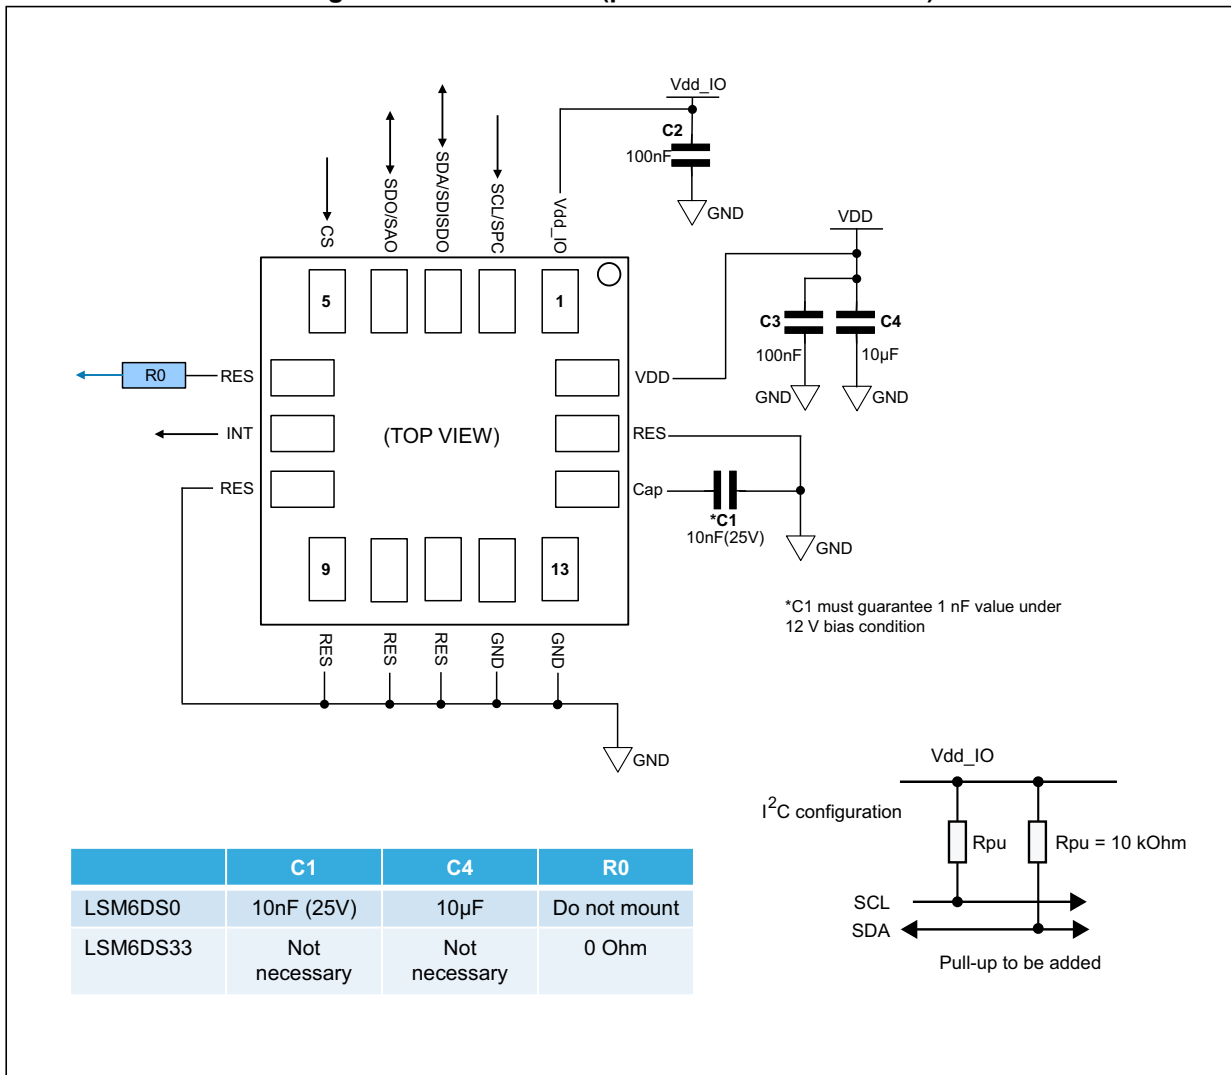 Vdd_IO
C2
100nF
GND
CS
SDO/SAO
SDA/SDISDO
SCL/SPC
Vdd_IO
VDD
C3
C4
100nF
10µF
GND
GND
5
1
R0
RES
VDD
INT
(TOP VIEW)
RES
RES
Cap
*C1
10nF(25V)
GND
9
13
*C1 must guarantee 1 nF value under
12 V bias condition
RES
RES
RES
GND
GND
GND
Vdd_IO
I²C configuration
Rpu
Rpu = 10 kOhm
SCL
SDA
Pull-up to be added
C1 C4 R0
LSM6DS0 10nF (25V) 10µF Do not mount
LSM6DS33 Not necessary Not necessary 0 Ohm